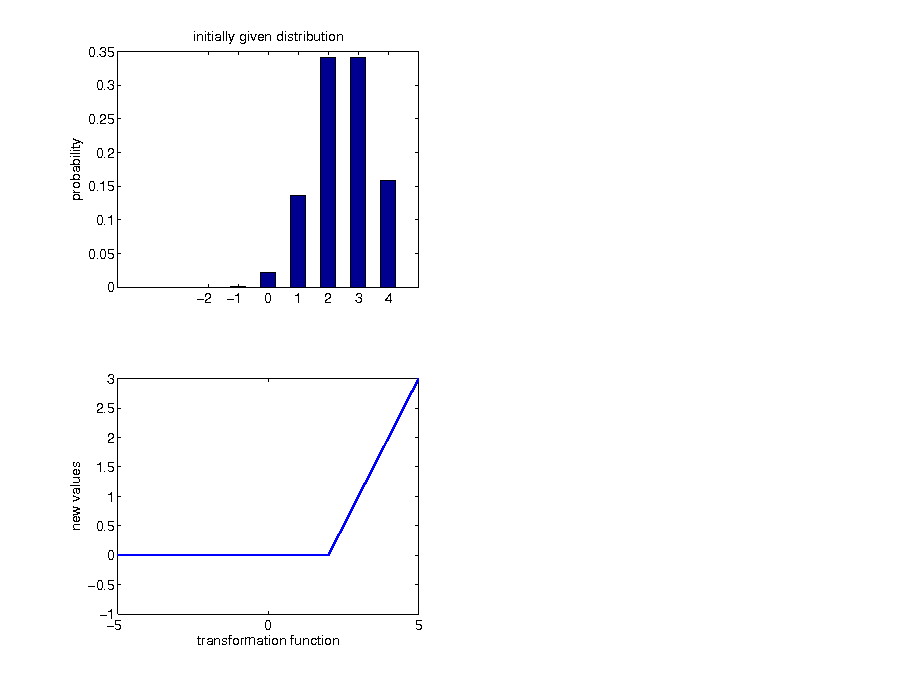 initially given distribution
0.35
0.3
0.25
0.2
0.15
0.1
0.05
0
probability
−2 −1 0 1 2 3 4
3
2.5
2
1.5
1
0.5
0
−0.5
−1
new values
−5 0 5
transformation function